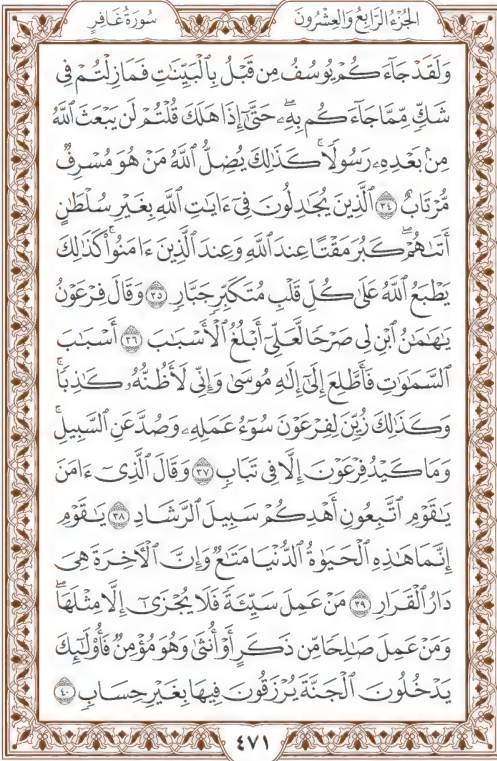 الجزء الرابع والعشرون
سورة غافر
وَلَقَدۡ جَآءَكُمۡ يُوسُفُ مِن قَبۡلُ بِٱلۡبَيِّنَٰتِ فَمَا زِلۡتُمۡ فِي
شَكّٖ مِّمَّا جَآءَكُم بِهِۦۖ حَتَّىٰٓ إِذَا هَلَكَ قُلۡتُمۡ لَن يَبۡعَثَ ٱللَّهُ
مِنۢ بَعۡدِهِۦ رَسُولٗاۚ كَذَٰلِكَ يُضِلُّ ٱللَّهُ مَنۡ هُوَ مُسۡرِفٞ
مُّرۡتَابٌ ٣٤ ٱلَّذِينَ يُجَٰدِلُونَ فِيٓ ءَايَٰتِ ٱللَّهِ بِغَيۡرِ سُلۡطَٰنٍ
أَتَىٰهُمۡۖ كَبُرَ مَقۡتًا عِندَ ٱللَّهِ وَعِندَ ٱلَّذِينَ ءَامَنُواْۚ كَذَٰلِكَ
يَطۡبَعُ ٱللَّهُ عَلَىٰ كُلِّ قَلۡبِ مُتَكَبِّرٖ جَبَّارٖ ٣٥ وَقَالَ فِرۡعَوۡنُ
يَٰهَٰمَٰنُ ٱبۡنِ لِي صَرۡحٗا لَّعَلِّيٓ أَبۡلُغُ ٱلۡأَسۡبَٰبَ ٣٦ أَسۡبَٰبَ
ٱلسَّمَٰوَٰتِ فَأَطَّلِعَ إِلَىٰٓ إِلَٰهِ مُوسَىٰ وَإِنِّي لَأَظُنُّهُۥ كَٰذِبٗاۚ
وَكَذَٰلِكَ زُيِّنَ لِفِرۡعَوۡنَ سُوٓءُ عَمَلِهِۦ وَصُدَّ عَنِ ٱلسَّبِيلِۚ
وَمَا كَيۡدُ فِرۡعَوۡنَ إِلَّا فِي تَبَابٖ ٣٧ وَقَالَ ٱلَّذِيٓ ءَامَنَ
يَٰقَوۡمِ ٱتَّبِعُونِ أَهۡدِكُمۡ سَبِيلَ ٱلرَّشَادِ ٣٨ يَٰقَوۡمِ
إِنَّمَا هَٰذِهِ ٱلۡحَيَوٰةُ ٱلدُّنۡيَا مَتَٰعٞ وَإِنَّ ٱلۡأٓخِرَةَ هِيَ
دَارُ ٱلۡقَرَارِ ٣٩ مَنۡ عَمِلَ سَيِّئَةٗ فَلَا يُجۡزَىٰٓ إِلَّا مِثۡلَهَاۖ
وَمَنۡ عَمِلَ صَٰلِحٗا مِّن ذَكَرٍ أَوۡ أُنثَىٰ وَهُوَ مُؤۡمِنٞ فَأُوْلَٰٓئِكَ
يَدۡخُلُونَ ٱلۡجَنَّةَ يُرۡزَقُونَ فِيهَا بِغَيۡرِ حِسَابٖ ٤٠
٤٧١